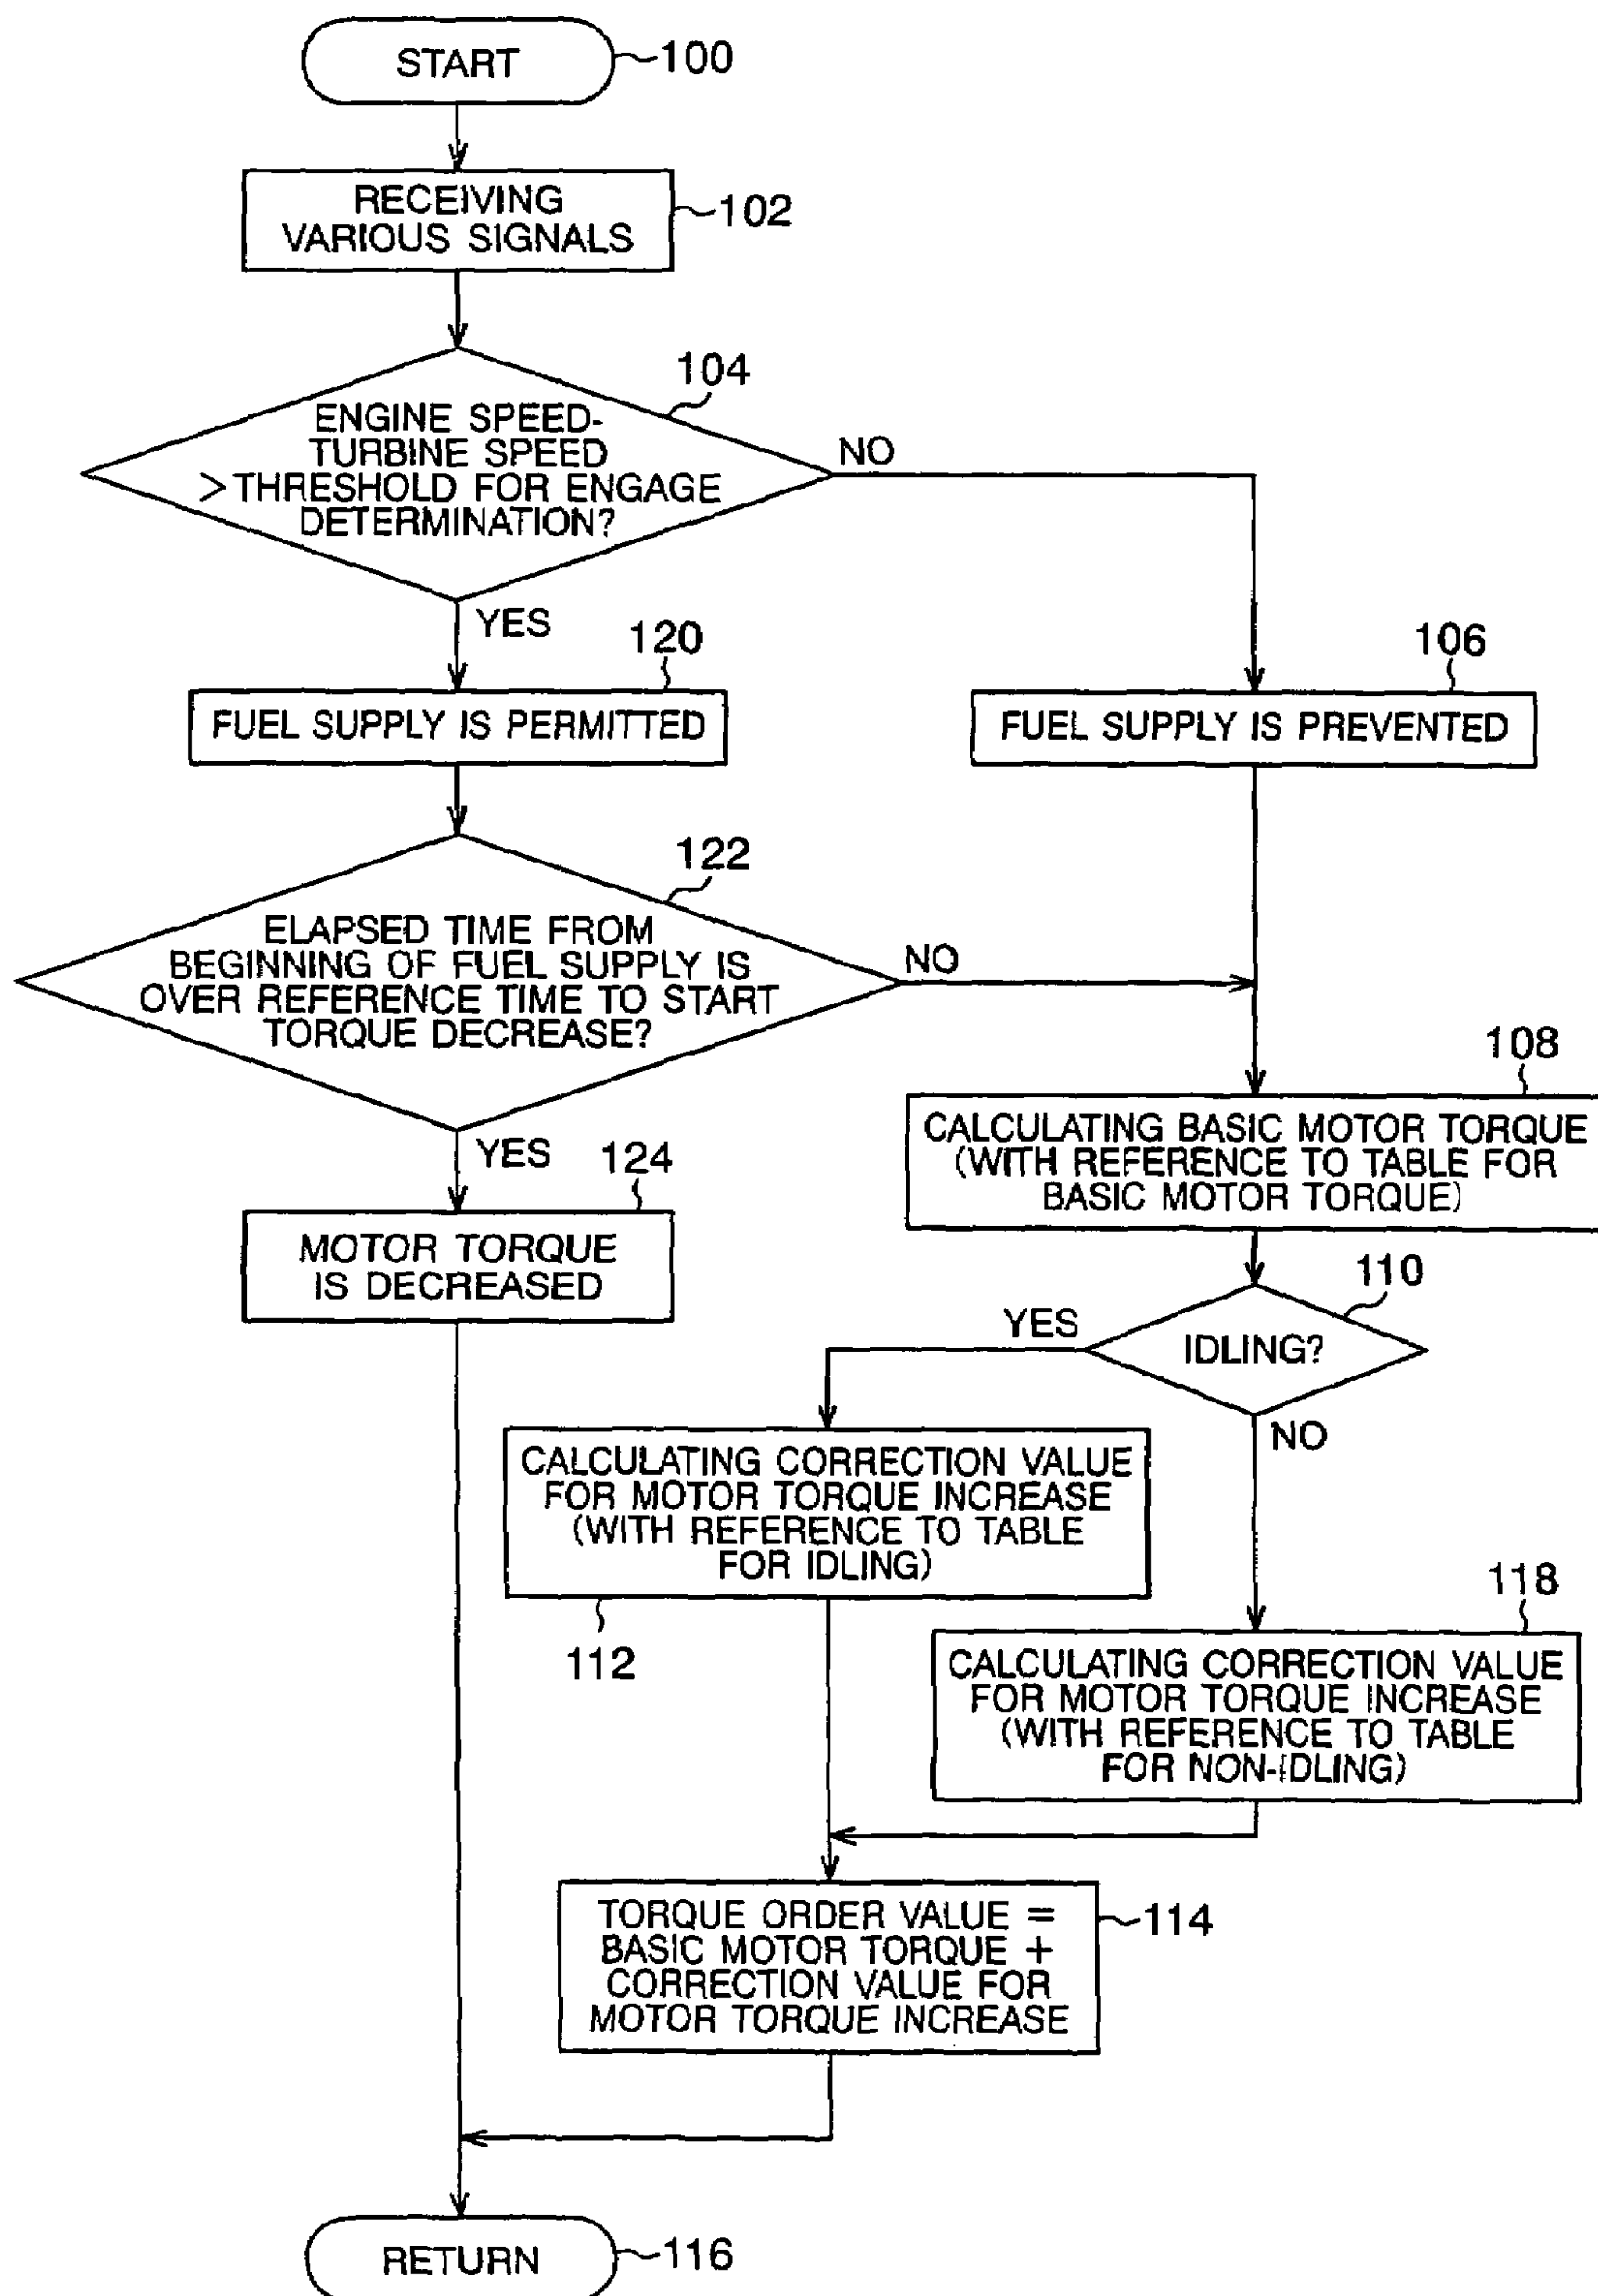 START
100
RECEIVING
VARIOUS SIGNALS
102
104
ENGINE SPEED-
TURBINE SPEED
>THRESHOLD FOR ENGAGE
DETERMINATION?
NO
YES
120
FUEL SUPPLY IS PERMITTED
106
FUEL SUPPLY IS PREVENTED
122
ELAPSED TIME FROM
BEGINNING OF FUEL SUPPLY IS
OVER REFERENCE TIME TO START
TORQUE DECREASE?
NO
YES
108
CALCULATING BASIC MOTOR TORQUE
(WITH REFERENCE TO TABLE FOR
BASIC MOTOR TORQUE)
124
MOTOR TORQUE
IS DECREASED
110
IDLING?
YES
NO
CALCULATING CORRECTION VALUE
FOR MOTOR TORQUE INCREASE
(WITH REFERENCE TO TABLE
FOR IDLING)
112
118
CALCULATING CORRECTION VALUE
FOR MOTOR TORQUE INCREASE
(WITH REFERENCE TO TABLE
FOR NON-IDLING)
TORQUE ORDER VALUE =
BASIC MOTOR TORQUE +
CORRECTION VALUE FOR
MOTOR TORQUE INCREASE
114
RETURN
116